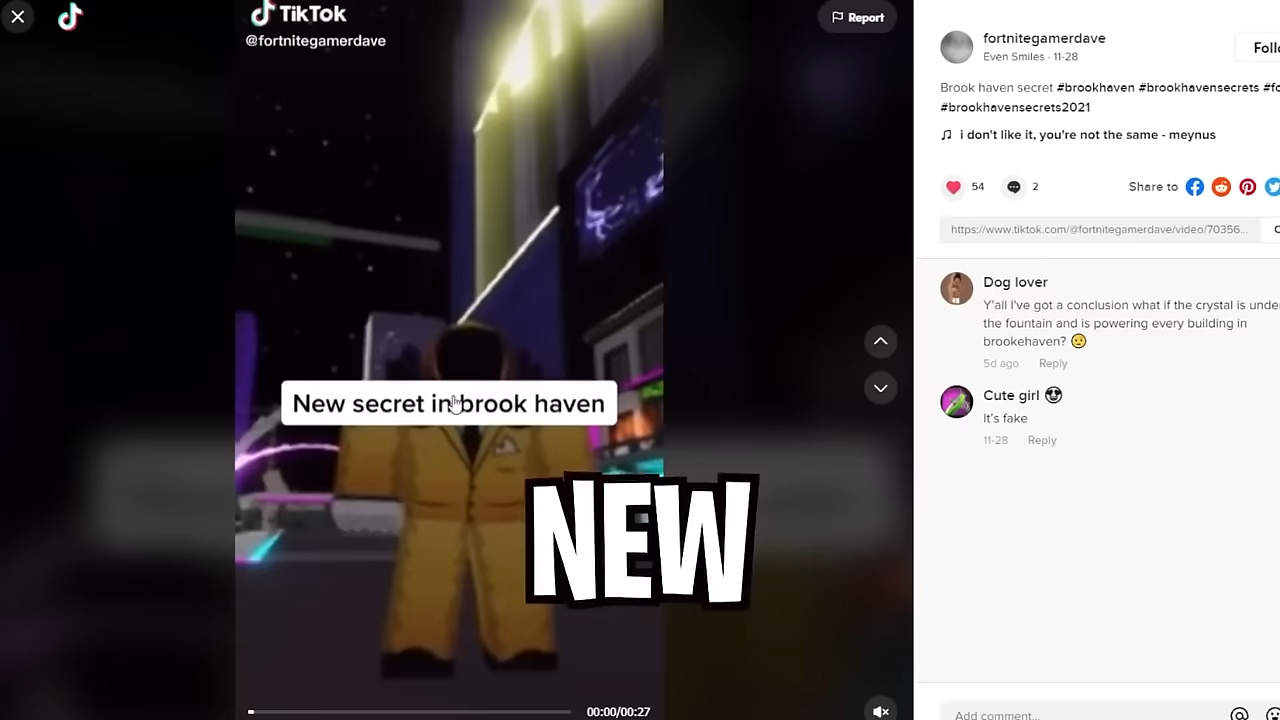 TikTok
@fortnitegamerdave
Report
New secret in brook haven
NEW
00:00/00:27
fortnitegamerdave
Even Smiles · 11-28
Follo
Brook haven secret #brookhaven #brookhavensecrets #fo
#brookhavensecrets2021
i don't like it, you're not the same - meynus
54
2
Share to
https://www.tiktok.com/@fortnitegamerdave/video/70356...
C
Dog lover
Y'all I've got a conclusion what if the crystal is unde
the fountain and is powering every building in
brookehaven? 😟
5d ago
Reply
Cute girl
It's fake
11-28
Reply
Add comment...